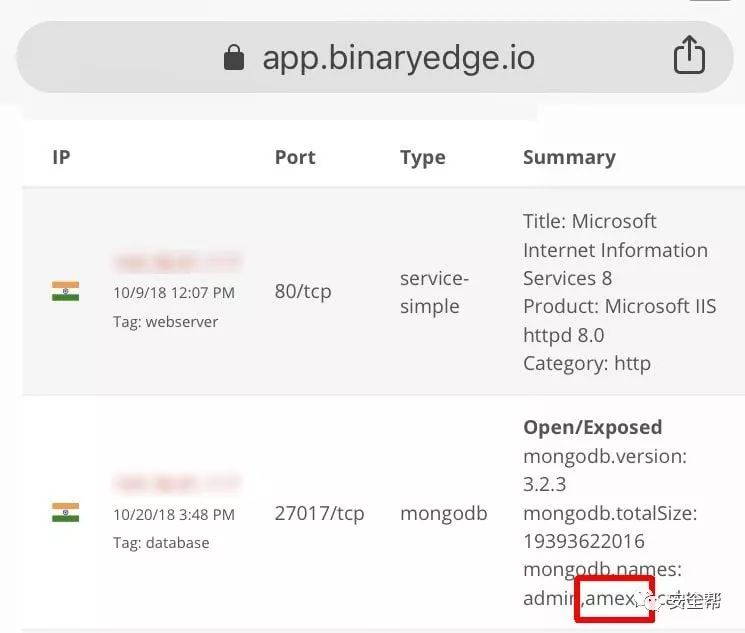 app.binaryedge.io
IP Port Type Summary
10/9/18 12:07 PM
Tag: webserver
80/tcp
service-
simple
Title: Microsoft
Internet Information
Services 8
Product: Microsoft IIS
httpd 8.0
Category: http
10/20/18 3:48 PM
Tag: database
27017/tcp
mongodb
Open/Exposed
mongodb.version:
3.2.3
mongodb.totalSize:
19393622016
mongodb.names:
admin,amex,
安全帮